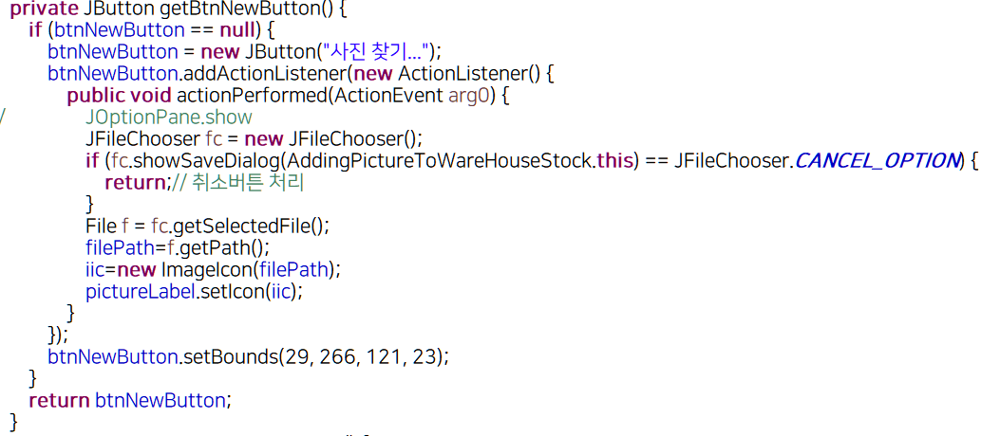 private JButton getBtnNewButton() {
if (btnNewButton == null) {
btnNewButton = new JButton("사진 찾기...");
btnNewButton.addActionListener(new ActionListener() {
public void actionPerformed(ActionEvent arg0) {
/ JOptionPane.show
JFileChooser fc = new JFileChooser();
if (fc.showSaveDialog(AddingPictureToWareHouseStock.this) == JFileChooser.CANCEL_OPTION) {
return;// 취소버튼 처리
}
File f = fc.getSelectedFile();
filePath=f.getPath();
iic=new ImageIcon(filePath);
pictureLabel.setIcon(iic);
}
});
btnNewButton.setBounds(29, 266, 121, 23);
}
return btnNewButton;
}